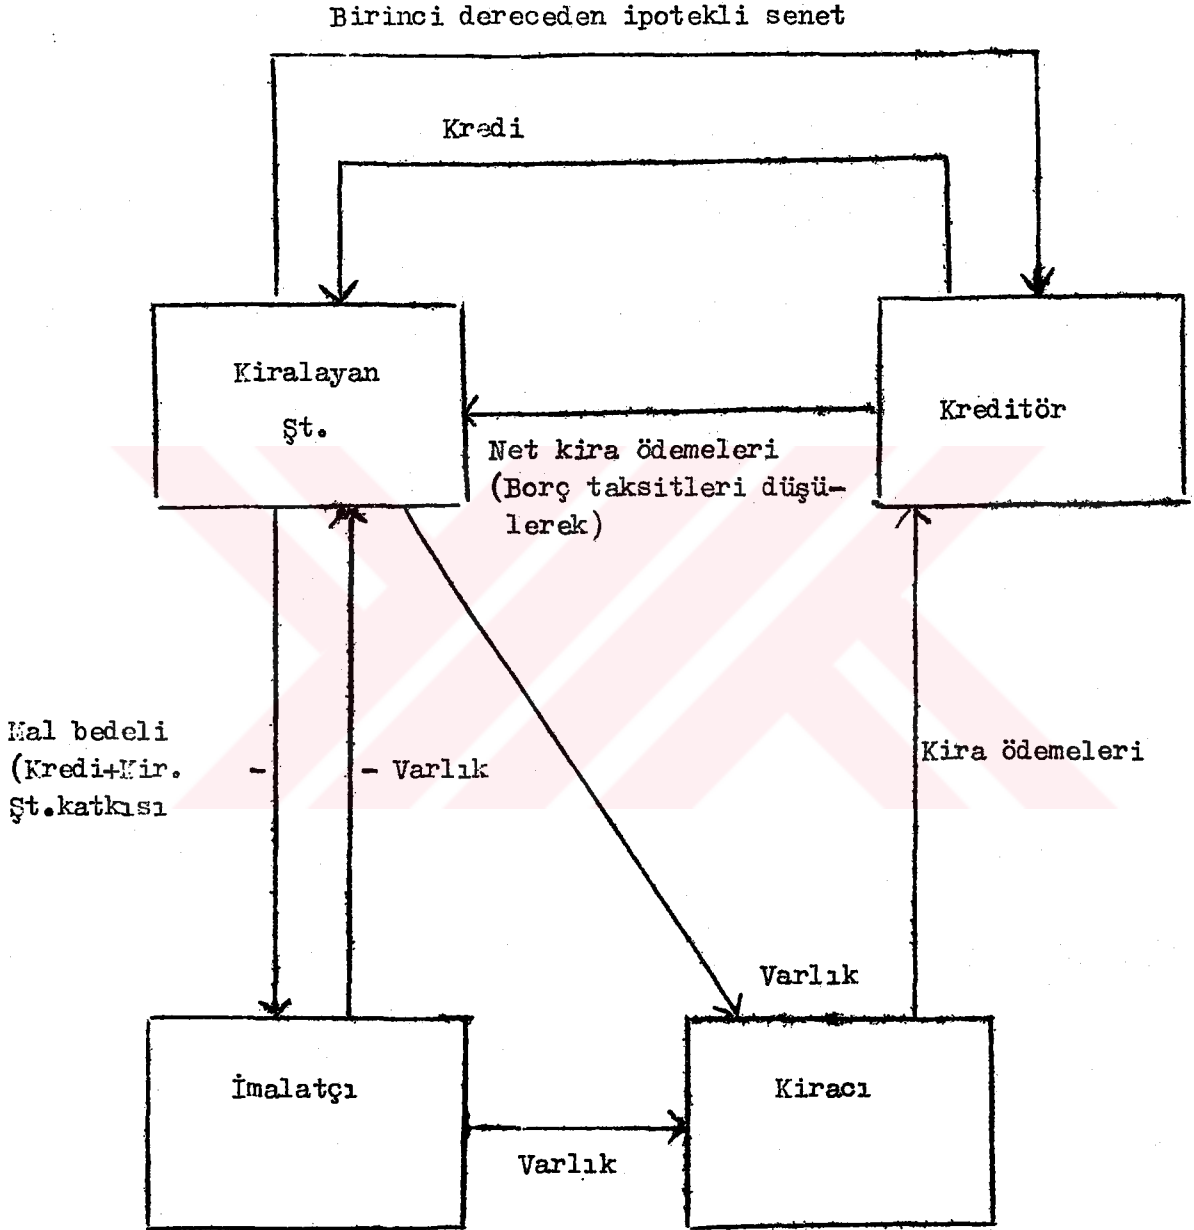 Birinci dereceden ipotekli senet
Kredi
Kiralayan
Şt.
Kreditör
Net kira ödemeleri
(Borç taksitleri düşü-
lerek)
Mal bedeli
(Kredi+Kir.
Şt.katkısı
- Varlık
Kira ödemeleri
Varlık
İmalatçı
Kiracı
Varlık